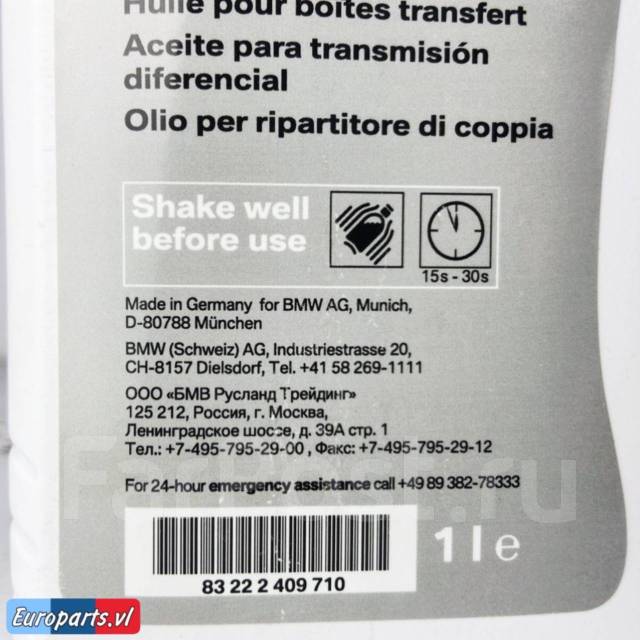 Huile pour boîtes transfert
Aceite para transmisión
diferencial
Olio per ripartitore di coppia
Shake well
before use
15s - 30s
Made in Germany for BMW AG, Munich,
D-80788 München
BMW (Schweiz) AG, Industriestrasse 20,
CH-8157 Dielsdorf, Tel. +41 58 269-1111
ООО «БМВ Русланд Трейдинг»
125 212, Россия, г. Москва,
Ленинградское шоссе, д. 39А стр. 1
Тел.: +7-495-795-29-00 , Факс: +7-495-795-29-12
For 24-hour emergency assistance call +49 89 382-78333
1 l e
83 22 2 409 710
FarPost.ru
Europarts.vl